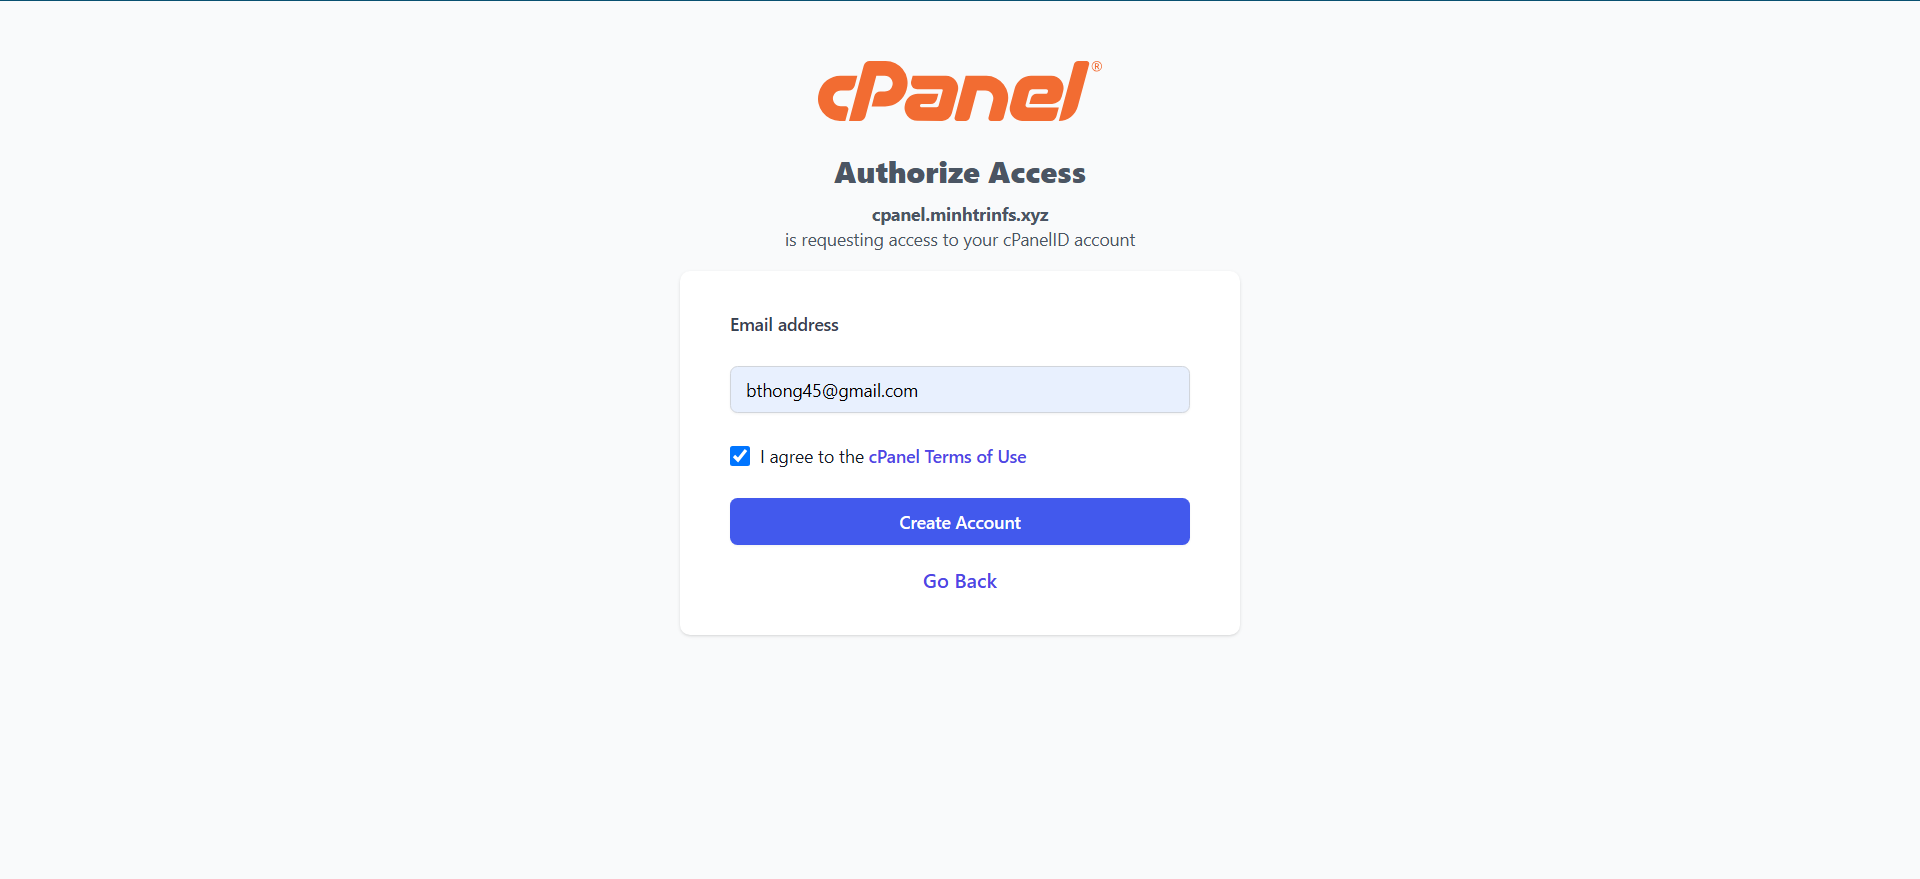 cPanel®
Authorize Access
cpanel.minhtrinfs.xyz
is requesting access to your cPanelID account
Email address
bthong45@gmail.com
I agree to the cPanel Terms of Use
Create Account
Go Back